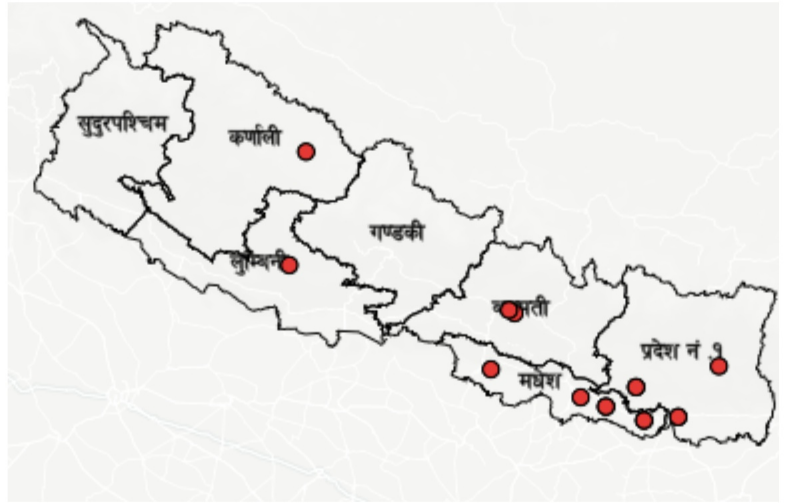 सुदुरपश्चिम
कर्णाली
गण्डकी
लुम्बिनी
प्रदेश नं १
मधेश